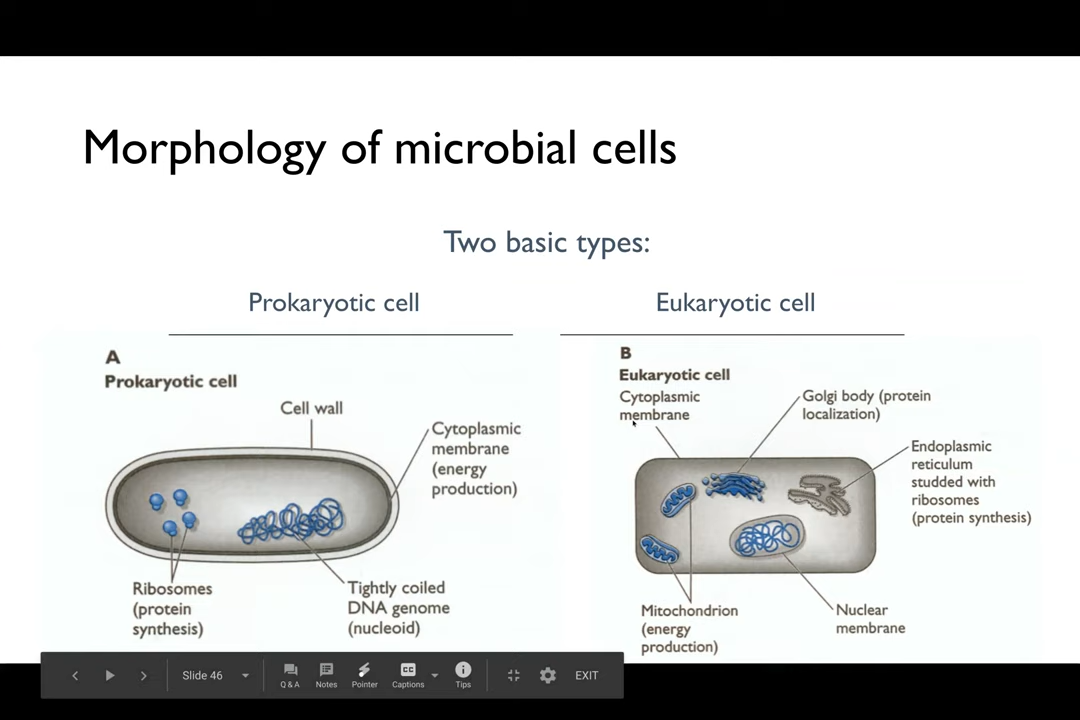 Morphology of microbial cells
Two basic types:
Prokaryotic cell
Eukaryotic cell
A
Prokaryotic cell
Cell wall
Cytoplasmic
membrane
(energy
production)
Ribosomes
(protein
synthesis)
Tightly coiled
DNA genome
(nucleoid)
B
Eukaryotic cell
Cytoplasmic
membrane
Golgi body (protein
localization)
Endoplasmic
reticulum
studded with
ribosomes
(protein synthesis)
Mitochondrion
(energy
production)
Nuclear
membrane
Slide 46
Q & A
Notes
Pointer
CC
Captions
Tips
EXIT